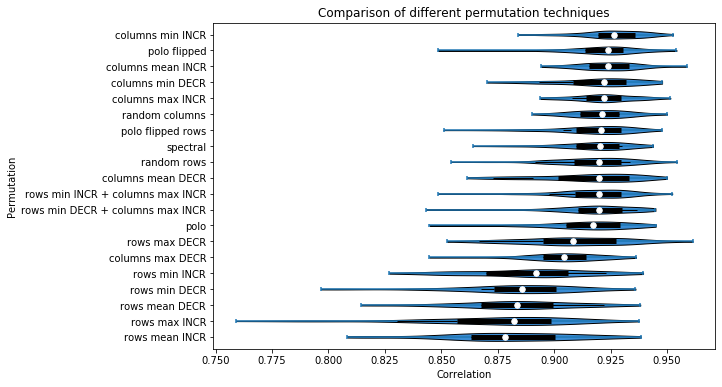 Comparison of different permutation techniques
Permutation
columns min INCR
polo flipped
columns mean INCR
columns min DECR
columns max INCR
random columns
polo flipped rows
spectral
random rows
columns mean DECR
rows min INCR + columns max INCR
rows min DECR + columns max INCR
polo
rows max DECR
columns max DECR
rows min INCR
rows min DECR
rows mean DECR
rows max INCR
rows mean INCR
0.750 0.775 0.800 0.825 0.850 0.875 0.900 0.925 0.950
Correlation